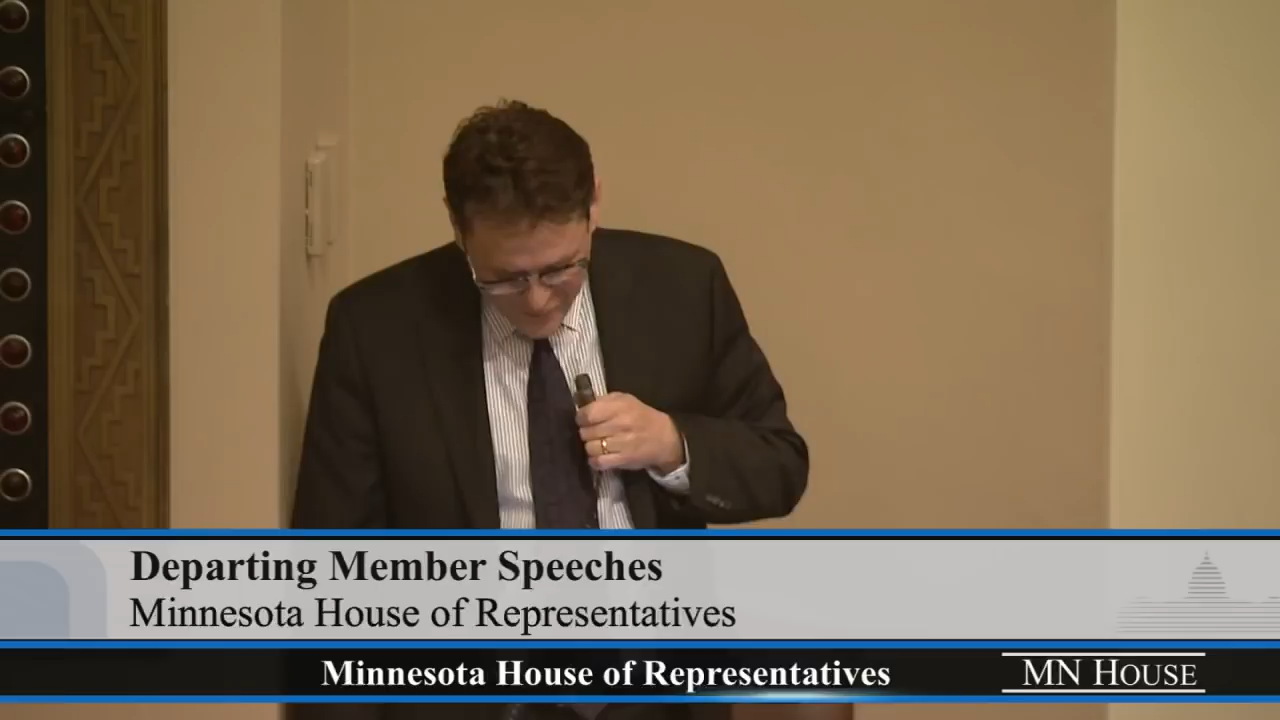 Departing Member Speeches
Minnesota House of Representatives
Minnesota House of Representatives
MN HOUSE